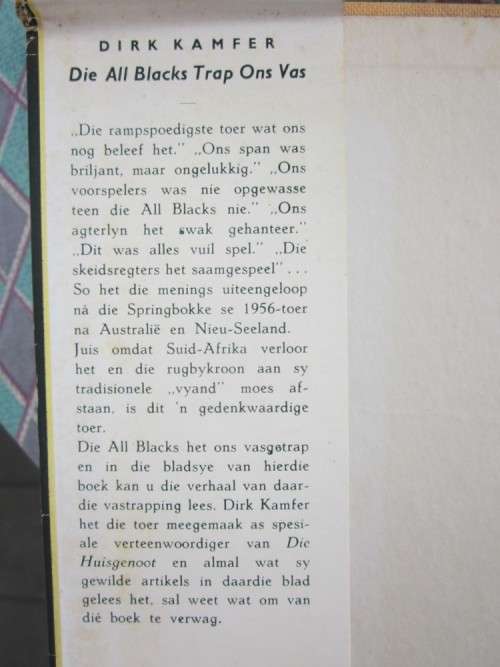 DIRK KAMFER
Die All Blacks Trap Ons Vas
„Die rampspoedigste toer wat ons
nog beleef het.” „Ons span was
briljant, maar ongelukkig.” „Ons
voorspelers was nie opgewasse
teen die All Blacks nie.” „Ons
agterlyn het swak gehanteer.”
„Dit was alles vuil spel.” „Die
skeidsregters het saamgespeel” . . .
So het die menings uiteengeloop
ná die Springbokke se 1956-toer
na Australië en Nieu-Seeland.
Juis omdat Suid-Afrika verloor
het en die rugbykroon aan sy
tradisionele „vyand” moes af-
staan, is dit 'n gedenkwaardige
toer.
Die All Blacks het ons vasgetrap
en in die bladsye van hierdie
boek kan u die verhaal van daar-
die vastrapping lees. Dirk Kamfer
het die toer meegemaak as spesi-
ale verteenwoordiger van Die
Huisgenoot en almal wat sy
gewilde artikels in daardie blad
gelees het, sal weet wat om van
dié boek te verwag.